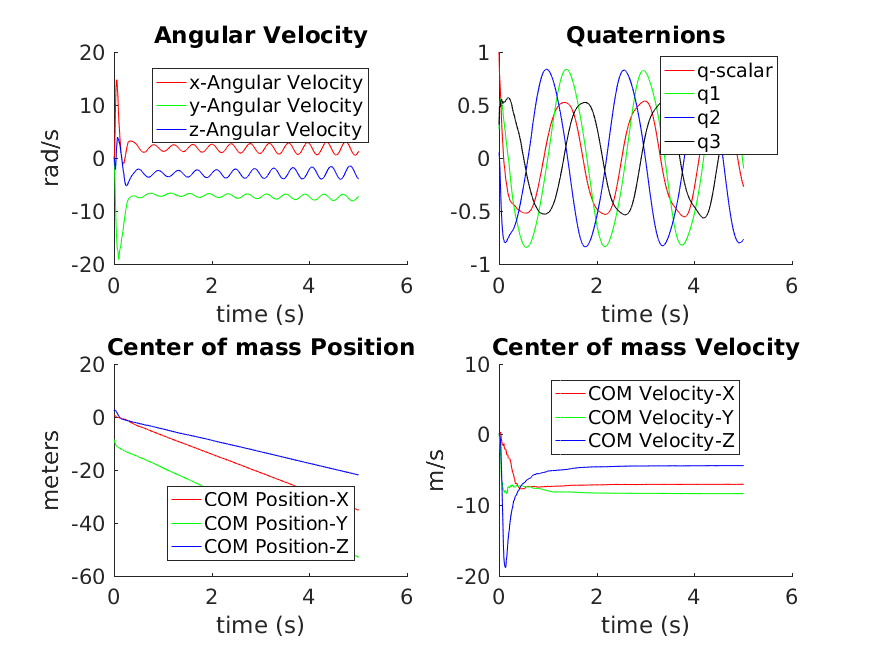 Angular Velocity
20
10
0
-10
-20
rad/s
x-Angular Velocity
y-Angular Velocity
z-Angular Velocity
0
2
4
6
time (s)
Quaternions
1
0.5
0
-0.5
-1
q-scalar
q1
q2
q3
0
2
4
6
time (s)
Center of mass Position
20
0
-20
-40
-60
meters
COM Position-X
COM Position-Y
COM Position-Z
0
2
4
6
time (s)
Center of mass Velocity
10
0
-10
-20
m/s
COM Velocity-X
COM Velocity-Y
COM Velocity-Z
0
2
4
6
time (s)